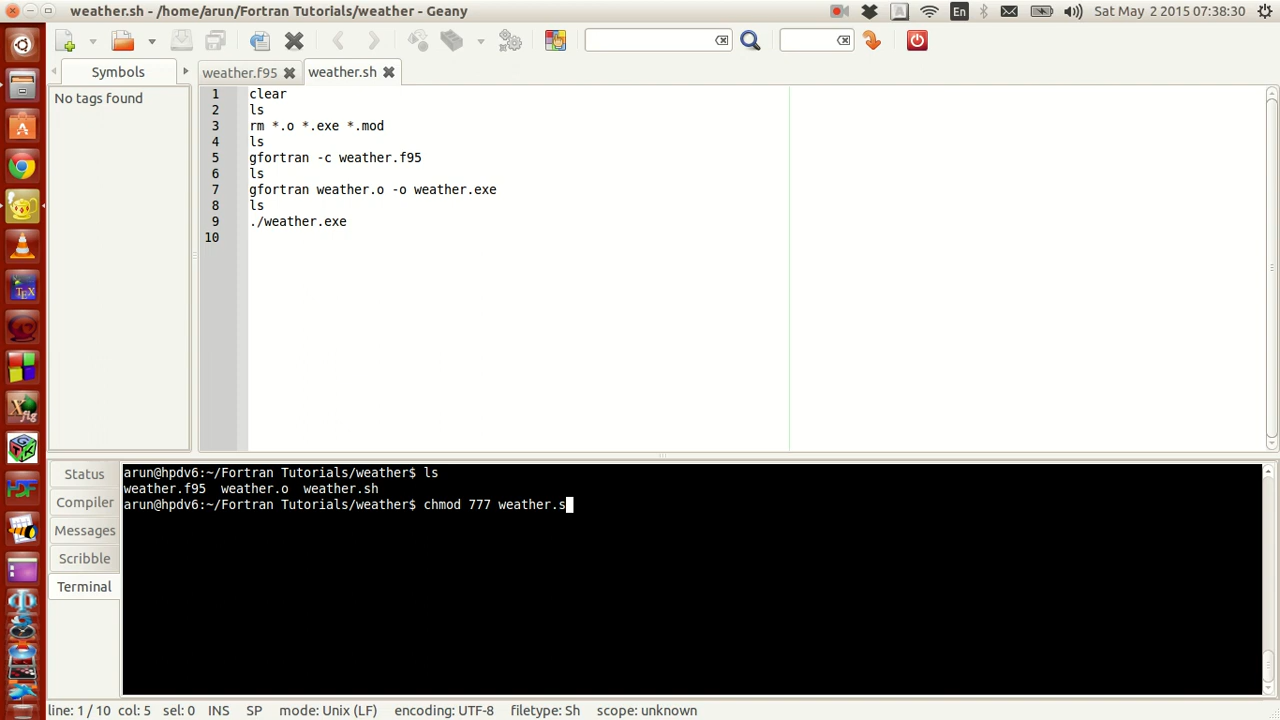 weather.sh - /home/arun/Fortran Tutorials/weather - Geany
En
Sat May 2 2015 07:38:30
Symbols
weather.f95
weather.sh
No tags found
1 clear
2 ls
3 rm *.o *.exe *.mod
4 ls
5 gfortran -c weather.f95
6 ls
7 gfortran weather.o -o weather.exe
8 ls
9 ./weather.exe
10
Status
Compiler
Messages
Scribble
Terminal
arun@hpdv6:~/Fortran Tutorials/weather$ ls
weather.f95  weather.o  weather.sh
arun@hpdv6:~/Fortran Tutorials/weather$ chmod 777 weather.s
line: 1 / 10 col: 5 sel: 0 INS SP mode: Unix (LF) encoding: UTF-8 filetype: Sh scope: unknown